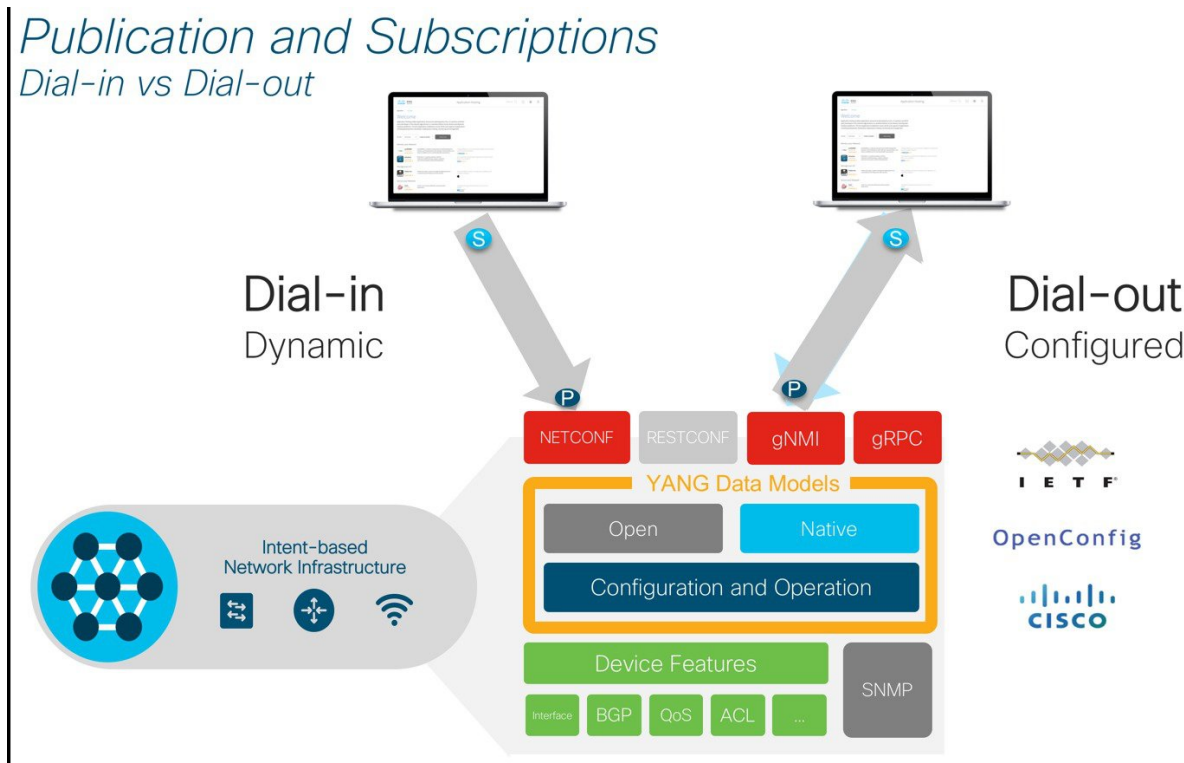 Publication and Subscriptions
Dial-in vs Dial-out
Welcome
S
S
Dial-in
Dynamic
Dial-out
Configured
P
P
NETCONF
RESTCONF
gNMI
gRPC
YANG Data Models
Open
Native
Configuration and Operation
Intent-based
Network Infrastructure
Device Features
Interface
BGP
QoS
ACL
...
SNMP
IETF®
OpenConfig
CISCO